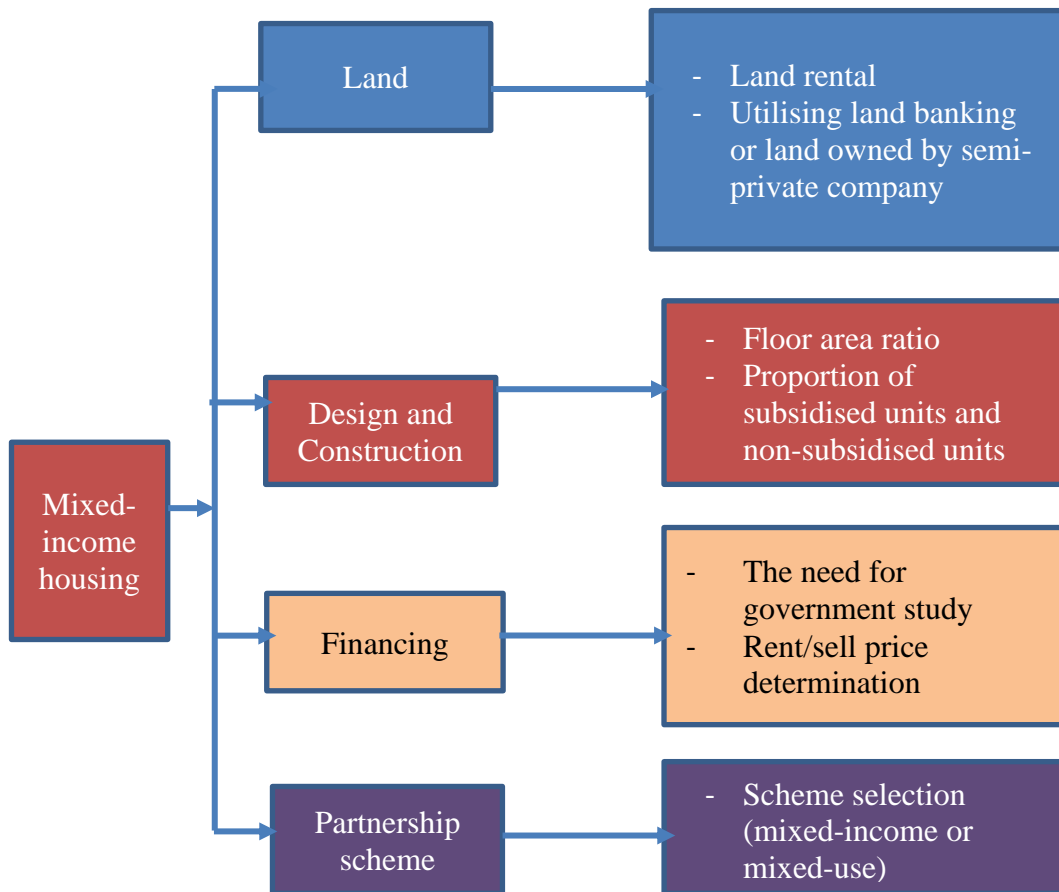 Land
- Land rental
- Utilising land banking
or land owned by semi-
private company
Design and
Construction
- Floor area ratio
- Proportion of
subsidised units and
non-subsidised units
Mixed-
income
housing
Financing
- The need for
government study
- Rent/sell price
determination
Partnership
scheme
- Scheme selection
(mixed-income or
mixed-use)